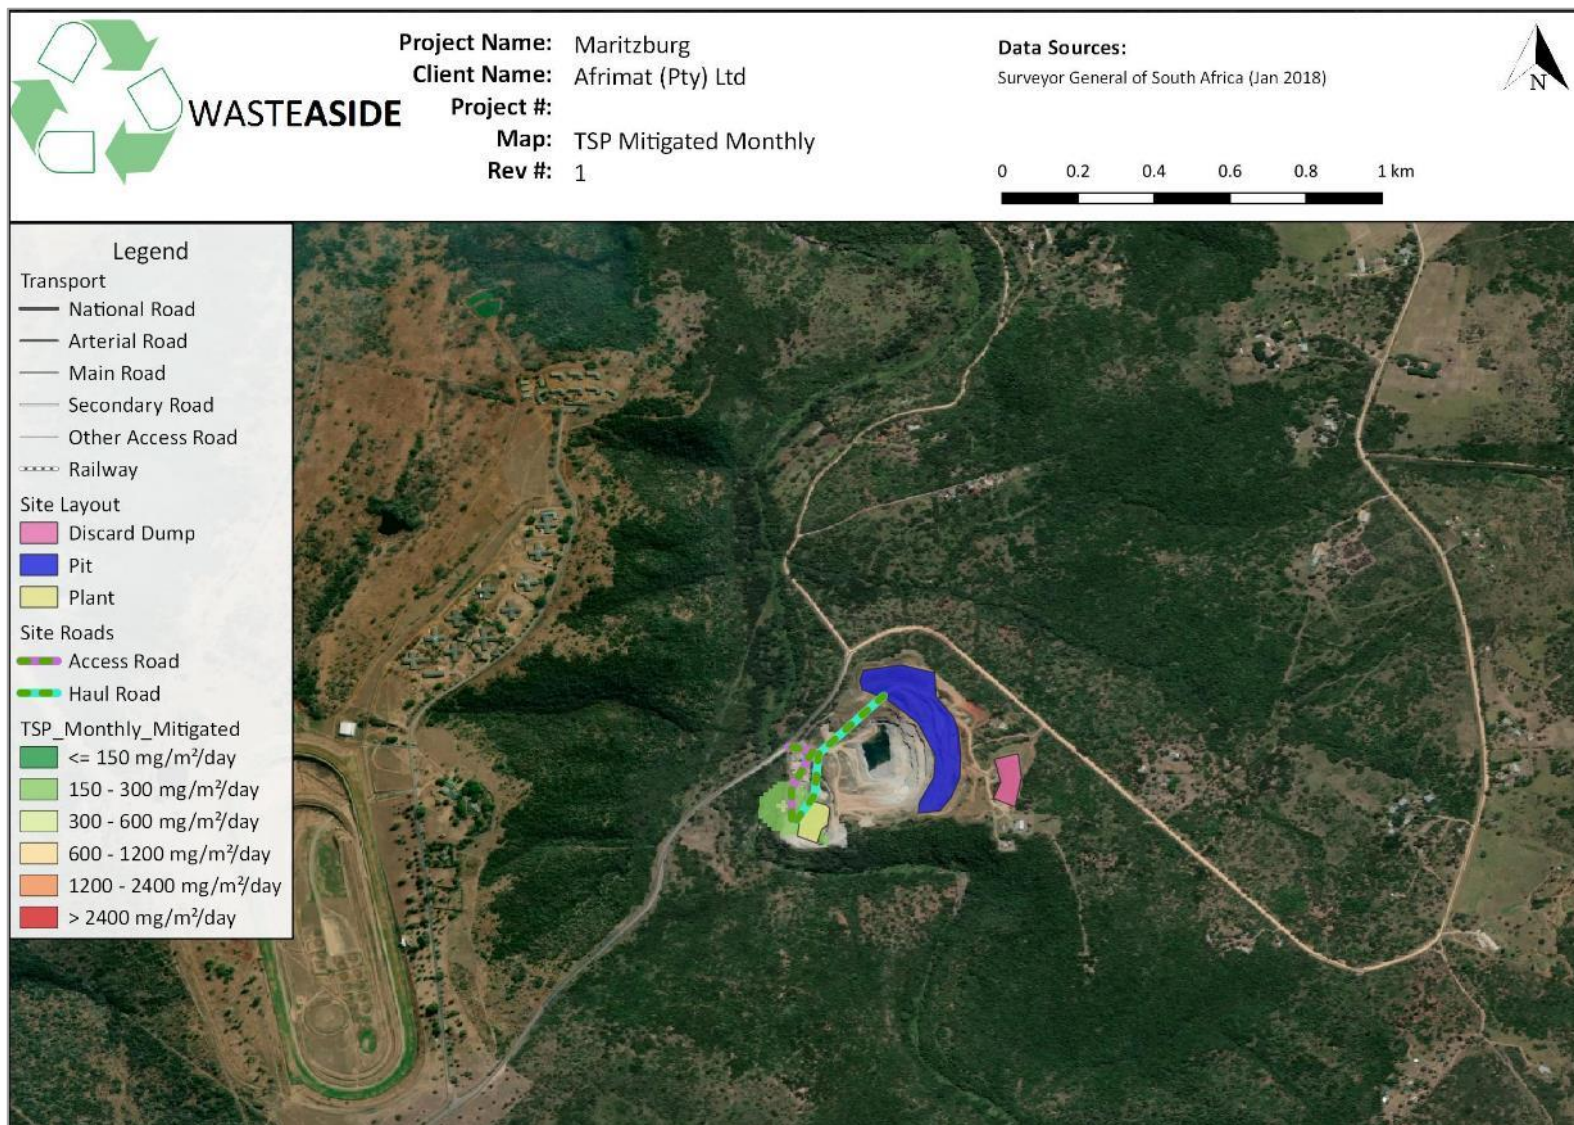 WASTEASIDE
Project Name: Maritzburg
Client Name: Afrimat (Pty) Ltd
Project #:
Map: TSP Mitigated Monthly
Rev #: 1
Data Sources:
Surveyor General of South Africa (Jan 2018)
N
0 0.2 0.4 0.6 0.8 1 km
Legend
Transport
National Road
Arterial Road
Main Road
Secondary Road
Other Access Road
Railway
Site Layout
Discard Dump
Pit
Plant
Site Roads
Access Road
Haul Road
TSP_Monthly_Mitigated
<= 150 mg/m²/day
150 - 300 mg/m²/day
300 - 600 mg/m²/day
600 - 1200 mg/m²/day
1200 - 2400 mg/m²/day
> 2400 mg/m²/day